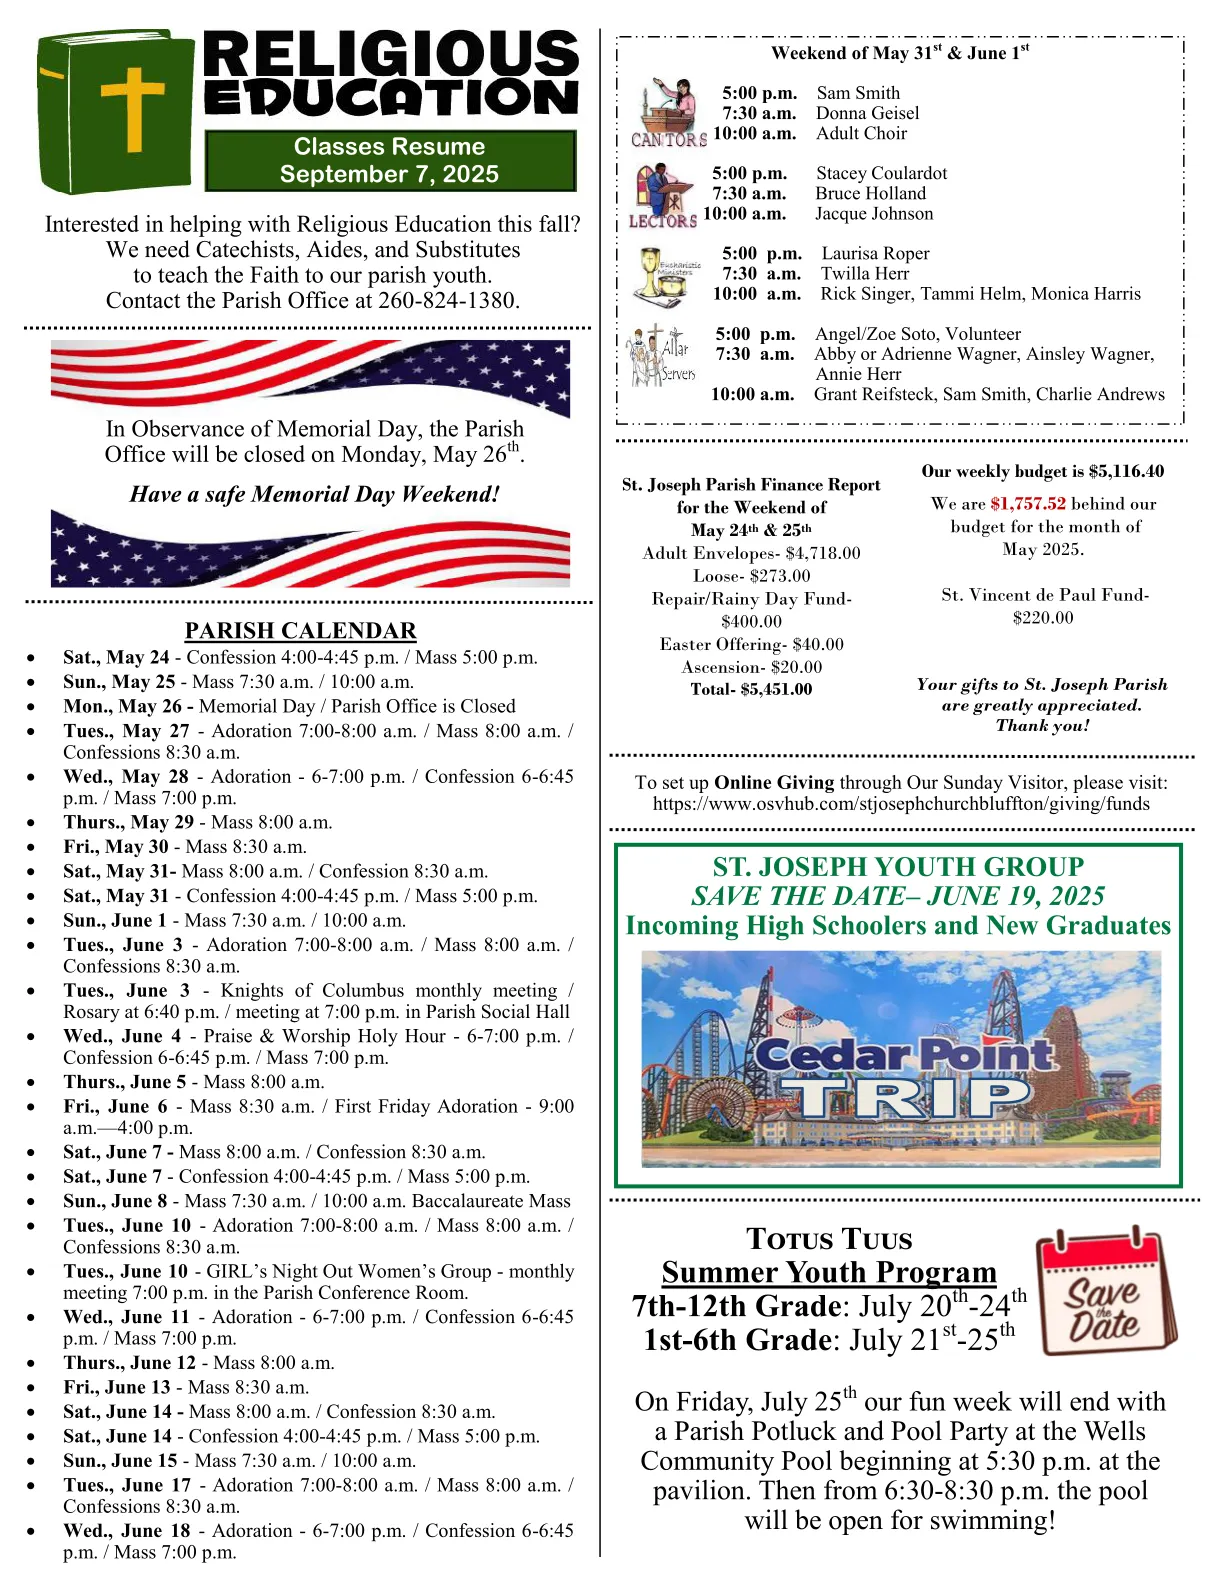 RELIGIOUS
EDUCATION
Classes Resume
September 7, 2025
Interested in helping with Religious Education this fall?
We need Catechists, Aides, and Substitutes
to teach the Faith to our parish youth.
Contact the Parish Office at 260-824-1380.
In Observance of Memorial Day, the Parish
Office will be closed on Monday, May 26th.
Have a safe Memorial Day Weekend!
PARISH CALENDAR
• Sat., May 24 - Confession 4:00-4:45 p.m. / Mass 5:00 p.m.
• Sun., May 25 - Mass 7:30 a.m. / 10:00 a.m.
• Mon., May 26 - Memorial Day / Parish Office is Closed
• Tues., May 27 - Adoration 7:00-8:00 a.m. / Mass 8:00 a.m. /
Confessions 8:30 a.m.
• Wed., May 28 - Adoration - 6-7:00 p.m. / Confession 6-6:45
p.m. / Mass 7:00 p.m.
• Thurs., May 29 - Mass 8:00 a.m.
• Fri., May 30 - Mass 8:30 a.m.
• Sat., May 31- Mass 8:00 a.m. / Confession 8:30 a.m.
• Sat., May 31 - Confession 4:00-4:45 p.m. / Mass 5:00 p.m.
• Sun., June 1 - Mass 7:30 a.m. / 10:00 a.m.
• Tues., June 3 - Adoration 7:00-8:00 a.m. / Mass 8:00 a.m. /
Confessions 8:30 a.m.
• Tues., June 3 - Knights of Columbus monthly meeting /
Rosary at 6:40 p.m. / meeting at 7:00 p.m. in Parish Social Hall
• Wed., June 4 - Praise & Worship Holy Hour - 6-7:00 p.m. /
Confession 6-6:45 p.m. / Mass 7:00 p.m.
• Thurs., June 5 - Mass 8:00 a.m.
• Fri., June 6 - Mass 8:30 a.m. / First Friday Adoration - 9:00
a.m.—4:00 p.m.
• Sat., June 7 - Mass 8:00 a.m. / Confession 8:30 a.m.
• Sat., June 7 - Confession 4:00-4:45 p.m. / Mass 5:00 p.m.
• Sun., June 8 - Mass 7:30 a.m. / 10:00 a.m. Baccalaureate Mass
• Tues., June 10 - Adoration 7:00-8:00 a.m. / Mass 8:00 a.m. /
Confessions 8:30 a.m.
• Tues., June 10 - GIRL’s Night Out Women’s Group - monthly
meeting 7:00 p.m. in the Parish Conference Room.
• Wed., June 11 - Adoration - 6-7:00 p.m. / Confession 6-6:45
p.m. / Mass 7:00 p.m.
• Thurs., June 12 - Mass 8:00 a.m.
• Fri., June 13 - Mass 8:30 a.m.
• Sat., June 14 - Mass 8:00 a.m. / Confession 8:30 a.m.
• Sat., June 14 - Confession 4:00-4:45 p.m. / Mass 5:00 p.m.
• Sun., June 15 - Mass 7:30 a.m. / 10:00 a.m.
• Tues., June 17 - Adoration 7:00-8:00 a.m. / Mass 8:00 a.m. /
Confessions 8:30 a.m.
• Wed., June 18 - Adoration - 6-7:00 p.m. / Confession 6-6:45
p.m. / Mass 7:00 p.m.
Weekend of May 31st & June 1st
CANTORS
5:00 p.m. Sam Smith
7:30 a.m. Donna Geisel
10:00 a.m. Adult Choir
LECTORS
5:00 p.m. Stacey Coulardot
7:30 a.m. Bruce Holland
10:00 a.m. Jacque Johnson
Eucharistic
Ministers
5:00 p.m. Laurisa Roper
7:30 a.m. Twilla Herr
10:00 a.m. Rick Singer, Tammi Helm, Monica Harris
Altar
Servers
5:00 p.m. Angel/Zoe Soto, Volunteer
7:30 a.m. Abby or Adrienne Wagner, Ainsley Wagner,
Annie Herr
10:00 a.m. Grant Reifsteck, Sam Smith, Charlie Andrews
St. Joseph Parish Finance Report
for the Weekend of
May 24th & 25th
Adult Envelopes- $4,718.00
Loose- $273.00
Repair/Rainy Day Fund-
$400.00
Easter Offering- $40.00
Ascension- $20.00
Total- $5,451.00
Our weekly budget is $5,116.40
We are $1,757.52 behind our
budget for the month of
May 2025.
St. Vincent de Paul Fund-
$220.00
Your gifts to St. Joseph Parish
are greatly appreciated.
Thank you!
To set up Online Giving through Our Sunday Visitor, please visit:
https://www.osvhub.com/stjosephchurchbluffton/giving/funds
ST. JOSEPH YOUTH GROUP
SAVE THE DATE– JUNE 19, 2025
Incoming High Schoolers and New Graduates
Cedar Point
TRIP
TOTUS TUUS
Summer Youth Program
7th-12th Grade: July 20th-24th
1st-6th Grade: July 21st-25th
Save
the
Date
On Friday, July 25th our fun week will end with
a Parish Potluck and Pool Party at the Wells
Community Pool beginning at 5:30 p.m. at the
pavilion. Then from 6:30-8:30 p.m. the pool
will be open for swimming!